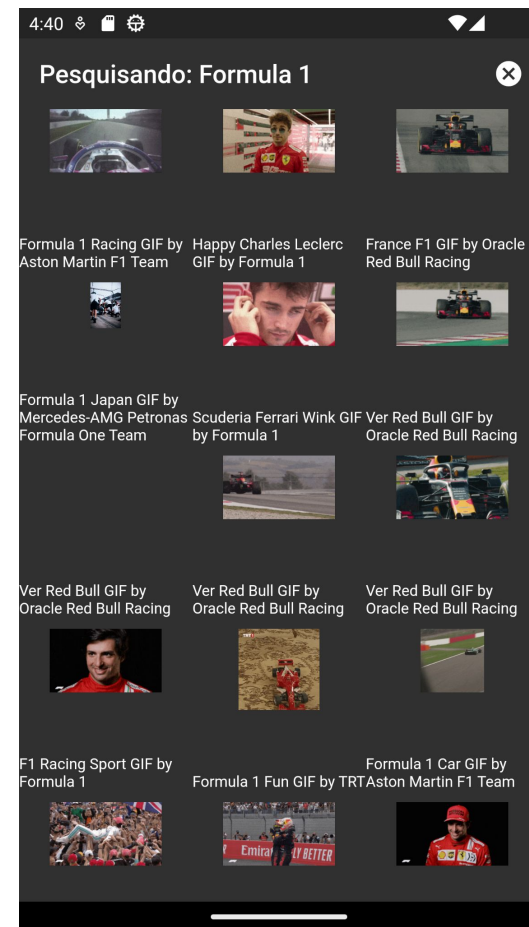 4:40
Pesquisando: Formula 1
Formula 1 Racing GIF by
Aston Martin F1 Team
Happy Charles Leclerc
GIF by Formula 1
France F1 GIF by Oracle
Red Bull Racing
Formula 1 Japan GIF by
Mercedes-AMG Petronas
Formula One Team
Scuderia Ferrari Wink GIF
by Formula 1
Ver Red Bull GIF by
Oracle Red Bull Racing
Ver Red Bull GIF by
Oracle Red Bull Racing
Ver Red Bull GIF by
Oracle Red Bull Racing
Ver Red Bull GIF by
Oracle Red Bull Racing
F1 Racing Sport GIF by
Formula 1
Formula 1 Fun GIF by TRT
Formula 1 Car GIF by
Aston Martin F1 Team
LY BETTER